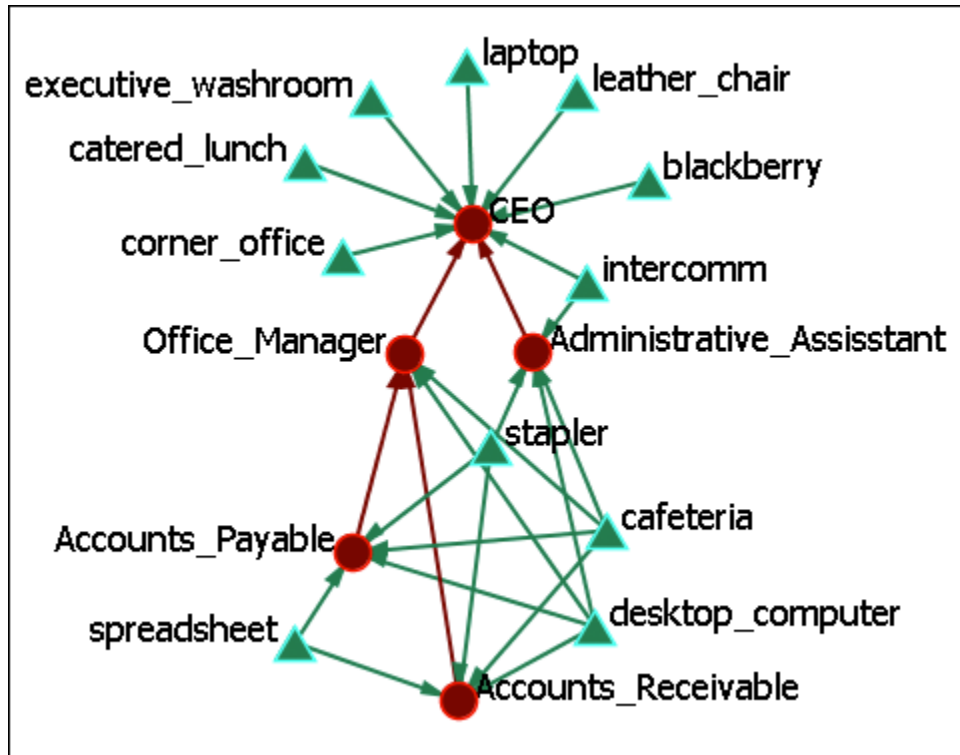 laptop
executive_washroom
leather_chair
catered_lunch
blackberry
CEO
corner_office
intercomm
Office_Manager
Administrative_Assisstant
stapler
cafeteria
Accounts_Payable
desktop_computer
spreadsheet
Accounts_Receivable